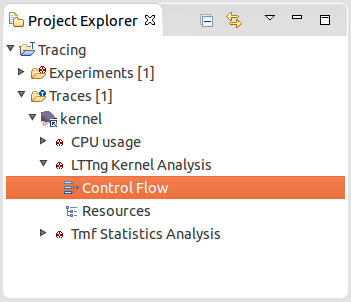 Project Explorer
Tracing
Experiments [1]
Traces [1]
kernel
CPU usage
LTTng Kernel Analysis
Control Flow
Resources
Tmf Statistics Analysis